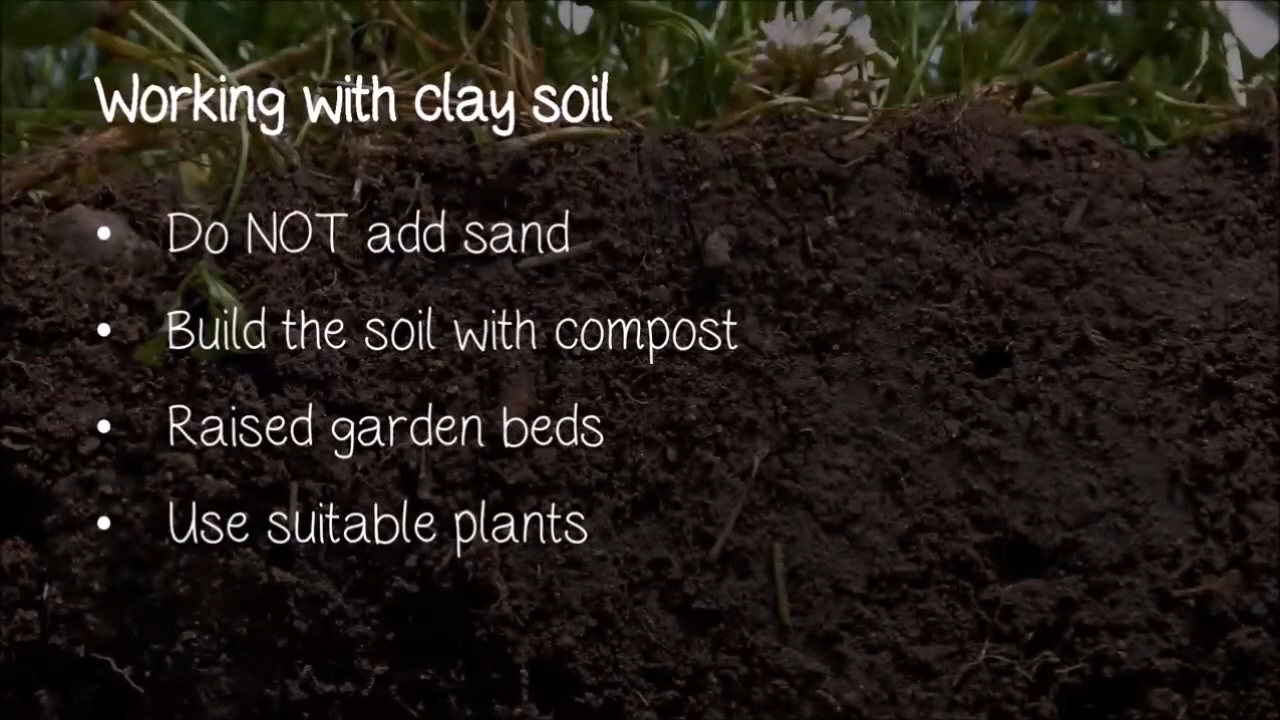 Working with clay soil
• Do NOT add sand
• Build the soil with compost
• Raised garden beds
• Use suitable plants